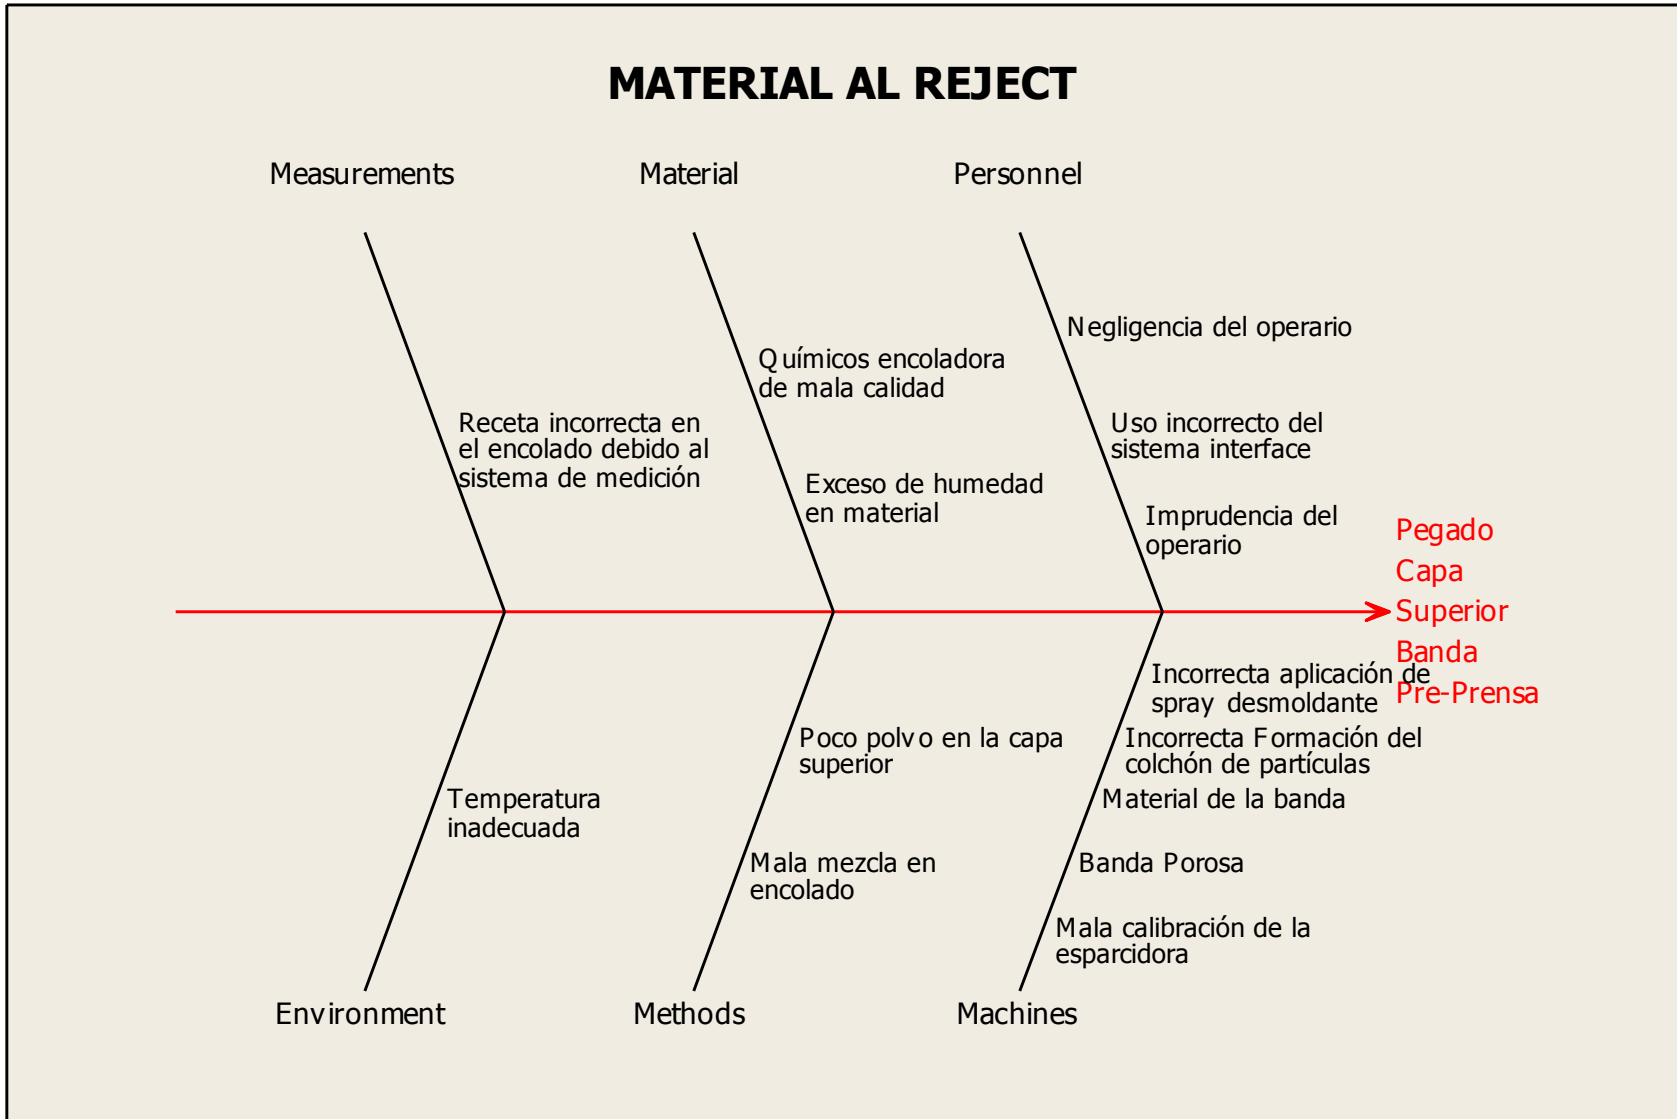 MATERIAL AL REJECT
Measurements
Material
Personnel
Receta incorrecta en
el encolado debido al
sistema de medición
Químicos encoladora
de mala calidad
Exceso de humedad
en material
Negligencia del operario
Uso incorrecto del
sistema interface
Imprudencia del
operario
Pegado
Capa
Superior
Banda
Pre-Prensa
Temperatura
inadecuada
Poco polvo en la capa
superior
Mala mezcla en
encolado
Incorrecta aplicación de
spray desmoldante
Incorrecta Formación del
colchón de partículas
Material de la banda
Banda Porosa
Mala calibración de la
esparcidora
Environment
Methods
Machines